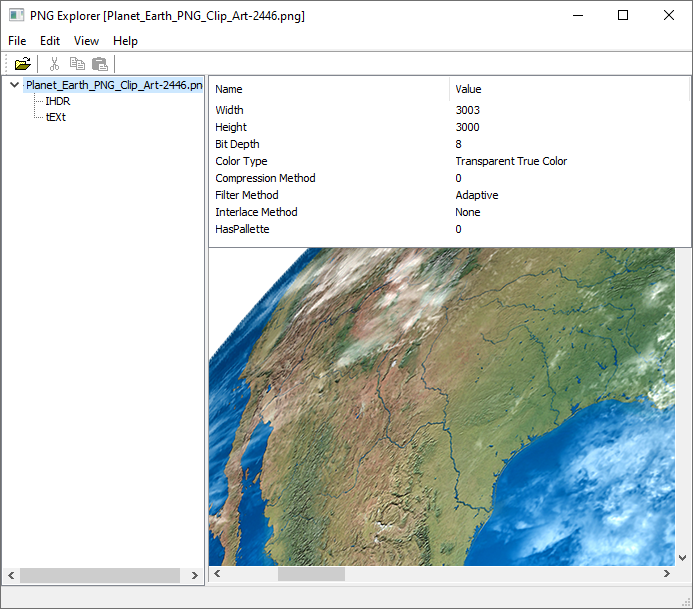 PNG Explorer [Planet_Earth_PNG_Clip_Art-2446.png]
File Edit View Help
Planet_Earth_PNG_Clip_Art-2446.pn
IHDR
tEXt
Name Value
Width 3003
Height 3000
Bit Depth 8
Color Type Transparent True Color
Compression Method 0
Filter Method Adaptive
Interlace Method None
HasPallette 0